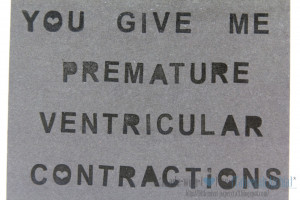 YOU GIVE ME
PREMATURE
VENTRICULAR
CONTRACTIONS